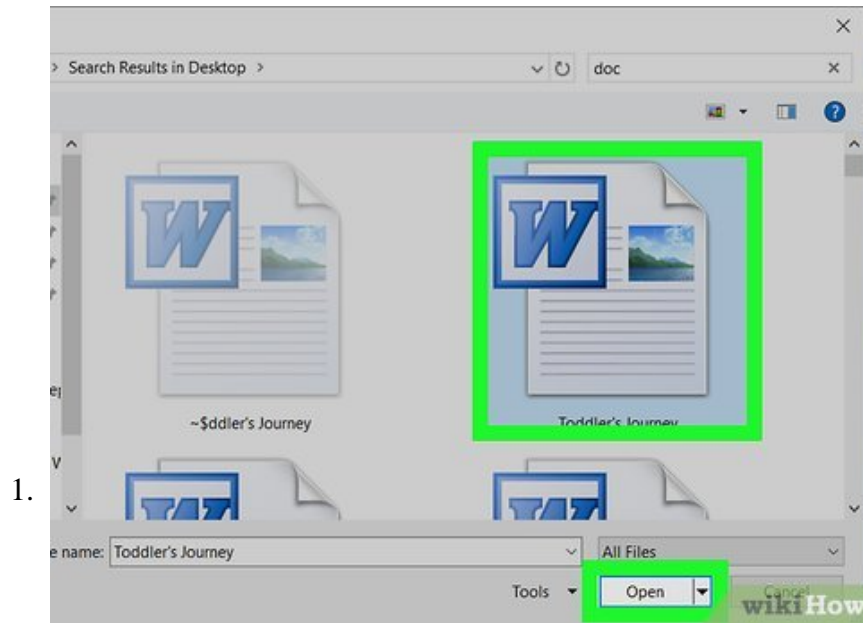 > Search Results in Desktop >
doc
~$ddler's Journey
Toddler's Journey
1.
e name: Toddler's Journey
All Files
Tools
Open
Cancel
wikiHow